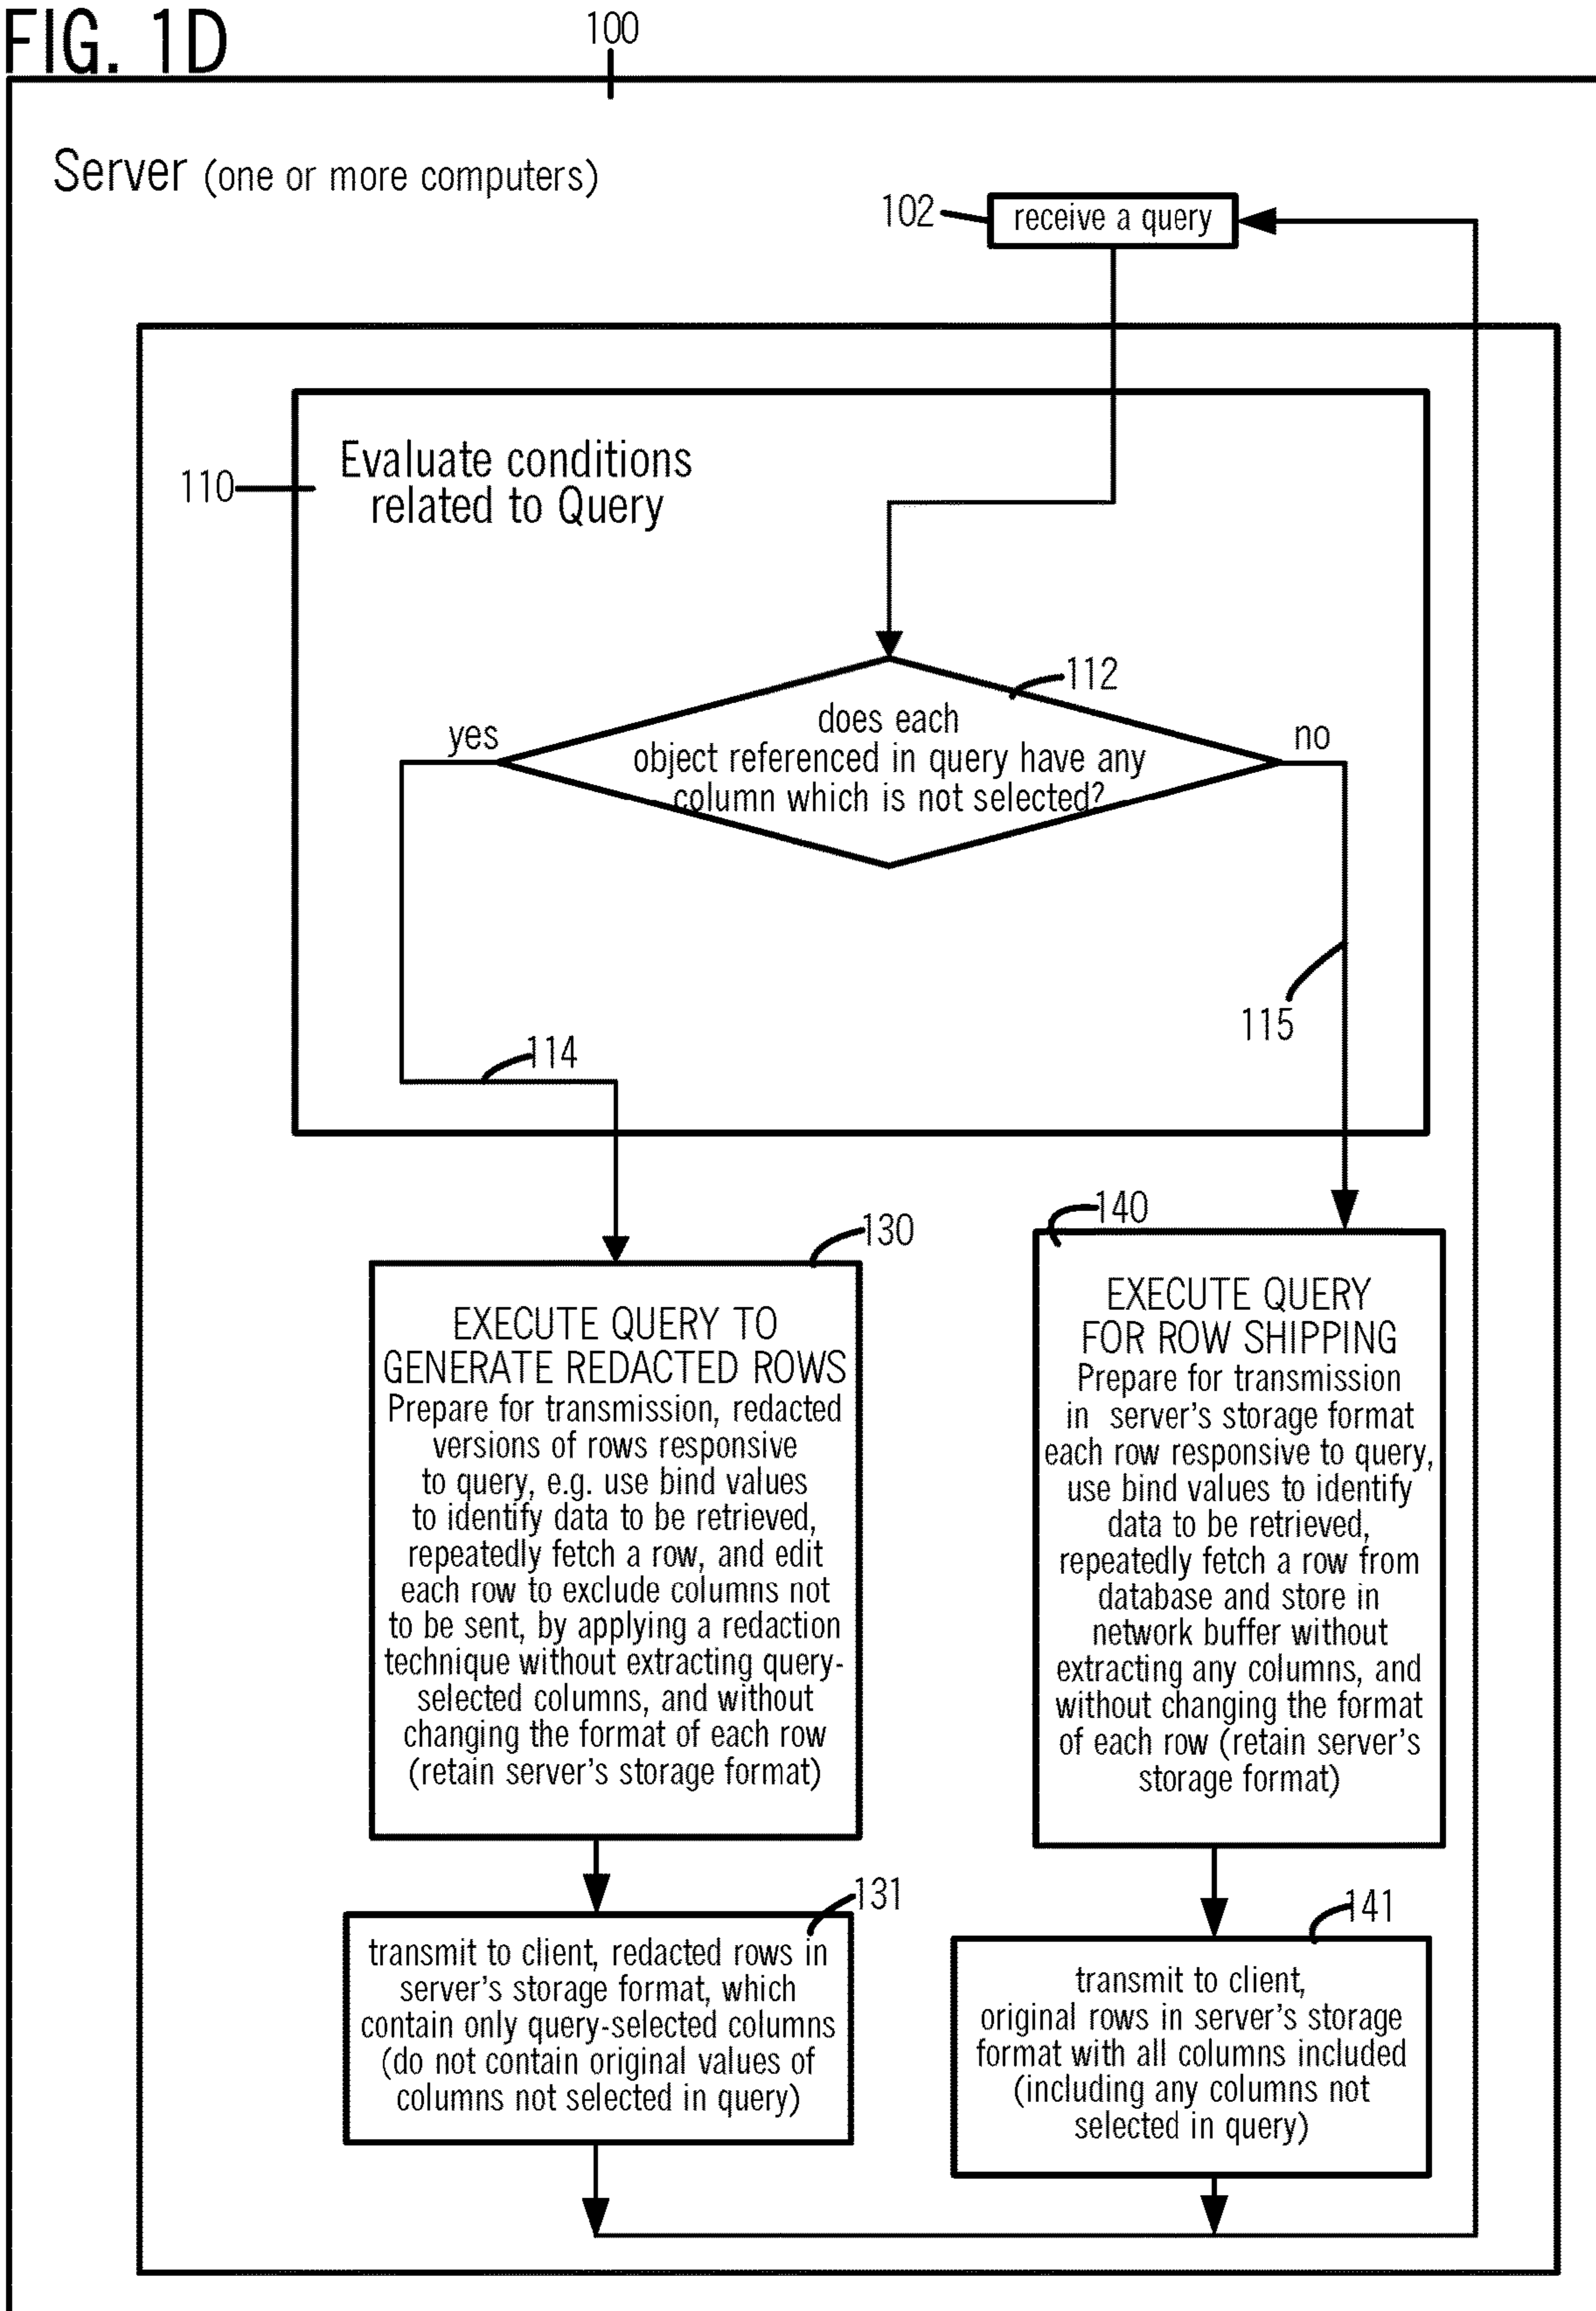 FIG. 1D
100
Server (one or more computers)
102
receive a query
110
Evaluate conditions
related to Query
112
yes
no
does each
object referenced in query have any
column which is not selected?
115
114
130
140
EXECUTE QUERY TO
GENERATE REDACTED ROWS
Prepare for transmission, redacted
versions of rows responsive
to query, e.g. use bind values
to identify data to be retrieved,
repeatedly fetch a row, and edit
each row to exclude columns not
to be sent, by applying a redaction
technique without extracting query-
selected columns, and without
changing the format of each row
(retain server's storage format)
EXECUTE QUERY
FOR ROW SHIPPING
Prepare for transmission
in server's storage format
each row responsive to query,
use bind values to identify
data to be retrieved,
repeatedly fetch a row from
database and store in
network buffer without
extracting any columns, and
without changing the format
of each row (retain server's
storage format)
131
141
transmit to client, redacted rows in
server's storage format, which
contain only query-selected columns
(do not contain original values of
columns not selected in query)
transmit to client,
original rows in server's storage
format with all columns included
(including any columns not
selected in query)